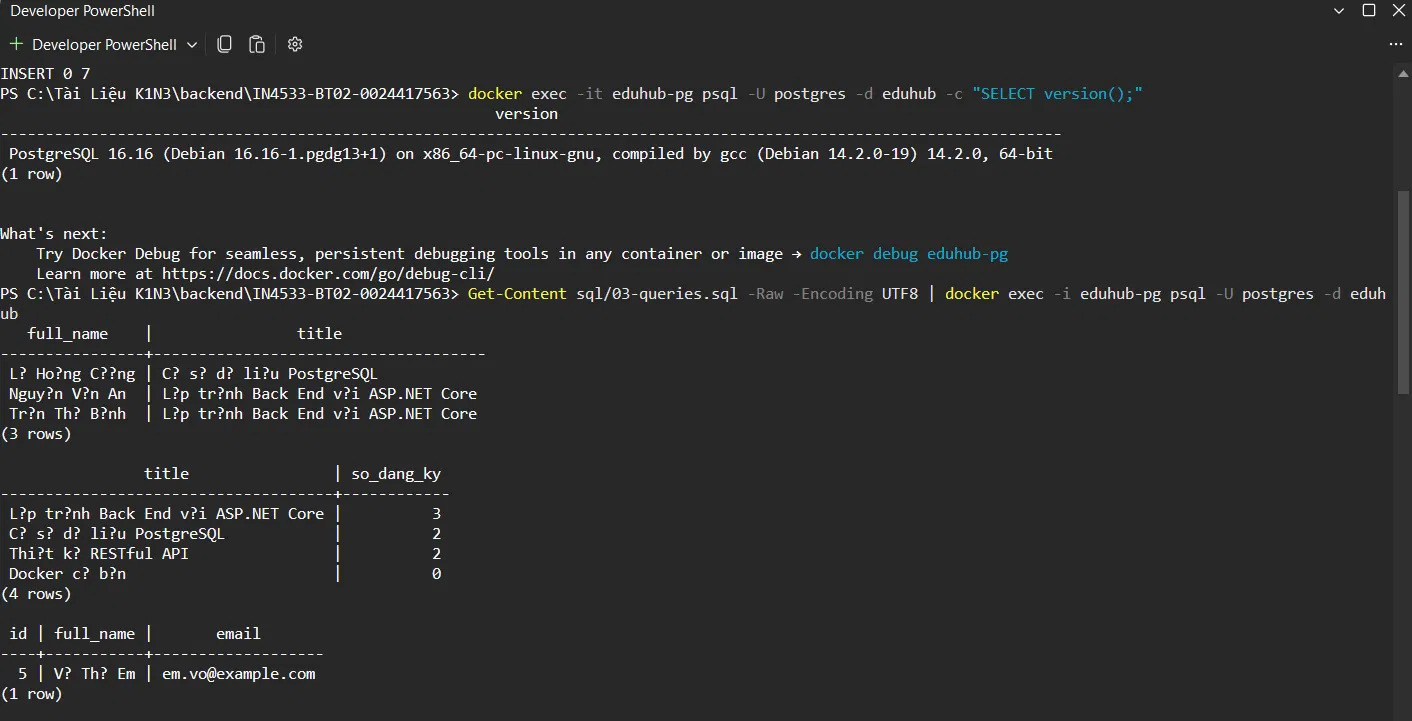 Developer PowerShell
Developer PowerShell
INSERT 0 7
PS C:\Tài Liệu K1N3\backend\IN4533-BT02-0024417563> docker exec -it eduhub-pg psql -U postgres -d eduhub -c "SELECT version();"
version
----------------------------------------------------------------------------------------------------------------------
PostgreSQL 16.16 (Debian 16.16-1.pgdg13+1) on x86_64-pc-linux-gnu, compiled by gcc (Debian 14.2.0-19) 14.2.0, 64-bit
(1 row)
What's next:
Try Docker Debug for seamless, persistent debugging tools in any container or image → docker debug eduhub-pg
Learn more at https://docs.docker.com/go/debug-cli/
PS C:\Tài Liệu K1N3\backend\IN4533-BT02-0024417563> Get-Content sql/03-queries.sql -Raw -Encoding UTF8 | docker exec -i eduhub-pg psql -U postgres -d eduh
ub
full_name | title
----------------+-------------------------------------
L? Ho?ng C??ng | C? s? d? li?u PostgreSQL
Nguy?n V?n An | L?p tr?nh Back End v?i ASP.NET Core
Tr?n Th? B?nh | L?p tr?nh Back End v?i ASP.NET Core
(3 rows)
title | so_dang_ky
-------------------------------------+------------
L?p tr?nh Back End v?i ASP.NET Core | 3
C? s? d? li?u PostgreSQL | 2
Thi?t k? RESTful API | 2
Docker c? b?n | 0
(4 rows)
id | full_name | email
----+-----------+-------------------
5 | V? Th? Em | em.vo@example.com
(1 row)